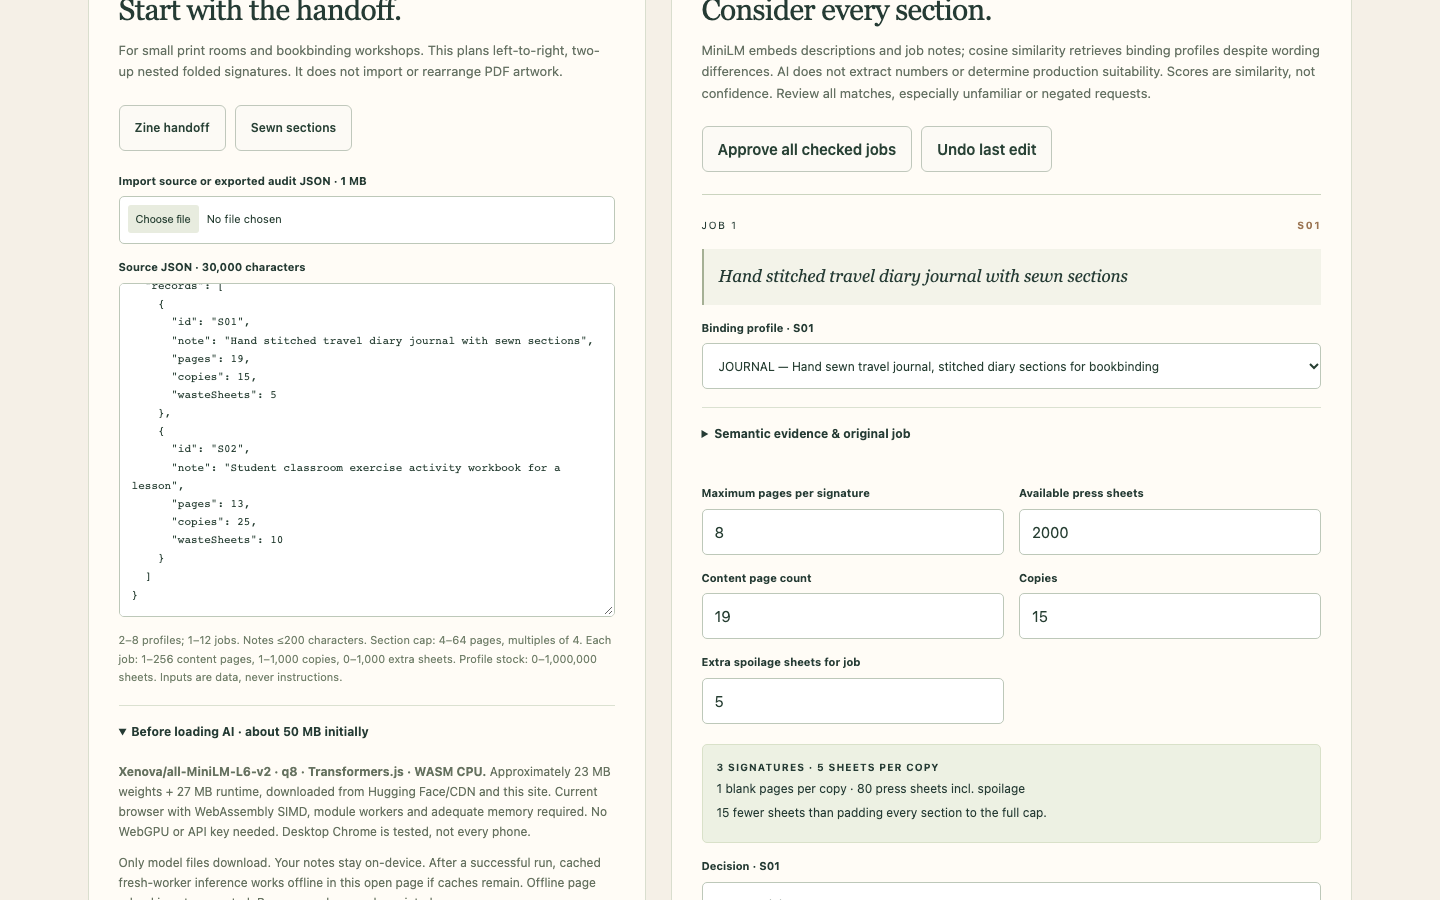 Start with the handoff.
For small print rooms and bookbinding workshops. This plans left-to-right, two-
up nested folded signatures. It does not import or rearrange PDF artwork.
Zine handoff
Sewn sections
Import source or exported audit JSON · 1 MB
Choose file No file chosen
Source JSON · 30,000 characters
"records": [
{
"id": "S01",
"note": "Hand stitched travel diary journal with sewn sections",
"pages": 19,
"copies": 15,
"wasteSheets": 5
},
{
"id": "S02",
"note": "Student classroom exercise activity workbook for a
lesson",
"pages": 13,
"copies": 25,
"wasteSheets": 10
}
]
}
2–8 profiles; 1–12 jobs. Notes ≤200 characters. Section cap: 4–64 pages, multiples of 4. Each
job: 1–256 content pages, 1–1,000 copies, 0–1,000 extra sheets. Profile stock: 0–1,000,000
sheets. Inputs are data, never instructions.
Before loading AI · about 50 MB initially
Xenova/all-MiniLM-L6-v2 · q8 · Transformers.js · WASM CPU. Approximately 23 MB
weights + 27 MB runtime, downloaded from Hugging Face/CDN and this site. Current
browser with WebAssembly SIMD, module workers and adequate memory required. No
WebGPU or API key needed. Desktop Chrome is tested, not every phone.
Only model files download. Your notes stay on-device. After a successful run, cached
fresh-worker inference works offline in this open page if caches remain. Offline page
Consider every section.
MiniLM embeds descriptions and job notes; cosine similarity retrieves binding profiles despite wording
differences. AI does not extract numbers or determine production suitability. Scores are similarity, not
confidence. Review all matches, especially unfamiliar or negated requests.
Approve all checked jobs
Undo last edit
JOB 1
S01
Hand stitched travel diary journal with sewn sections
Binding profile · S01
JOURNAL — Hand sewn travel journal, stitched diary sections for bookbinding
Semantic evidence & original job
Maximum pages per signature
Available press sheets
8
2000
Content page count
Copies
19
15
Extra spoilage sheets for job
5
3 SIGNATURES · 5 SHEETS PER COPY
1 blank pages per copy · 80 press sheets incl. spoilage
15 fewer sheets than padding every section to the full cap.
Decision · S01